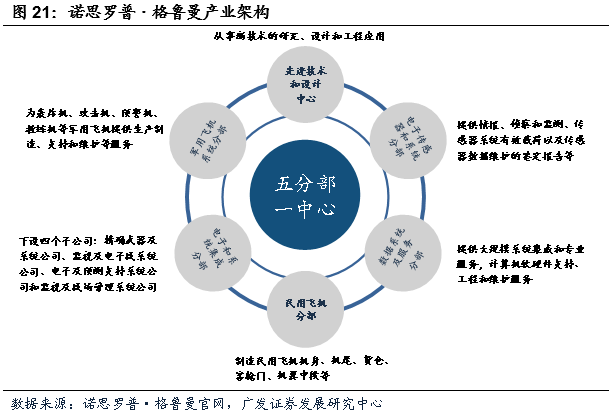 图 21：诺思罗普·格鲁曼产业架构
从事新技术的研究、设计和工程应用
先进技术
和设计
中心
为轰炸机、攻击机、预警机、
教练机等军用飞机提供生产制
造、支持和维护等服务
军用飞机
系统分部
电子传感
器和系统
分部
提供情报、侦察和监测、传
感器系统有效载荷以及传感
器数据维护的鉴定报告等
五分部
一中心
下设四个子公司：精确武器及
系统公司、监视及电子战系统
公司、电子及预测支持系统公
司和监视及战场管理系统公司
电子和系
统集成
分部
数据系统
及服务
分部
提供大规模系统集成和专业
服务，计算机软硬件支持、
工程和维护服务
民用飞机
分部
制造民用飞机机身、机尾、货仓、
客舱门、机翼中段等
数据来源：诺思罗普·格鲁曼官网，广发证券发展研究中心